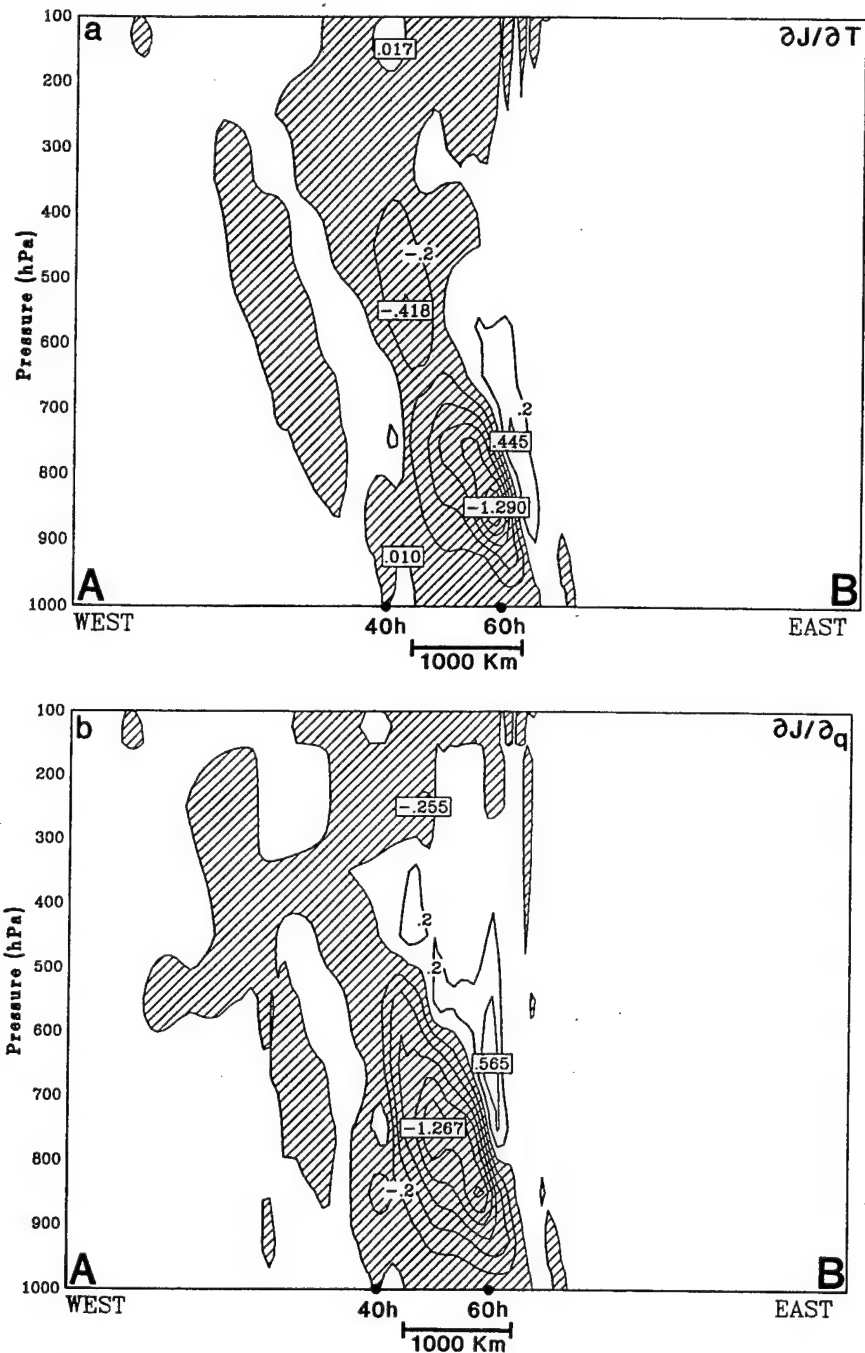 a
∂J/∂T
100
.017
200
300
400
-.2
500
-.418
600
700
.2
.445
800
-1.290
900
.010
1000
A
B
Pressure (hPa)
WEST
40h
60h
EAST
1000 Km
b
∂J/∂q
100
200
-.255
300
400
.2
500
.2
600
.565
700
-1.267
800
-.2
900
1000
A
B
Pressure (hPa)
WEST
40h
60h
EAST
1000 Km